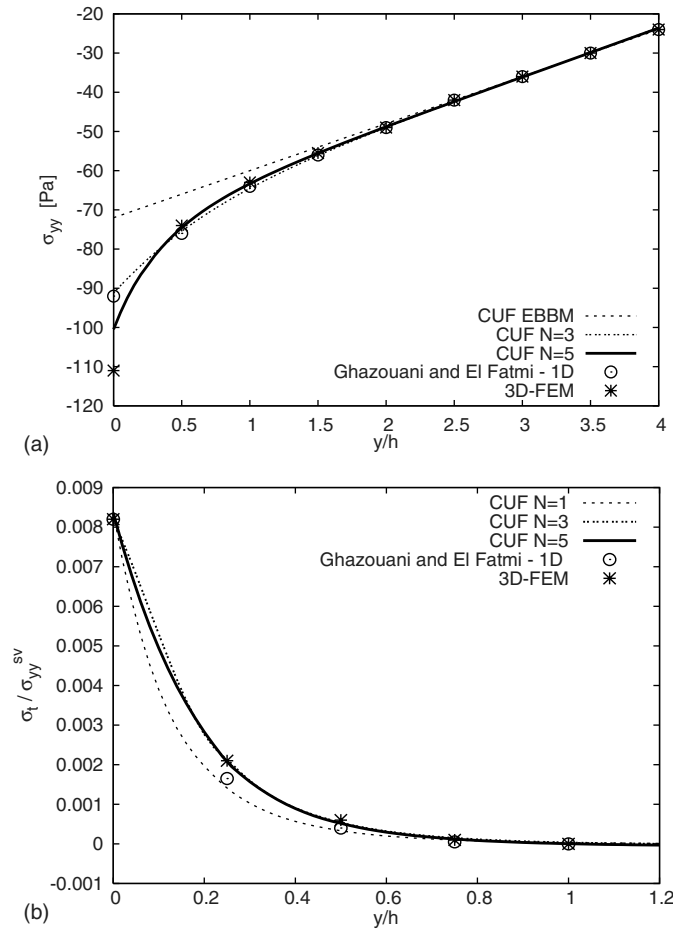 -20
-30
-40
-50
-60
-70
-80
-90
-100
-110
-120
σyy [Pa]
CUF EBBM
CUF N=3
CUF N=5
Ghazouani and El Fatmi - 1D
3D-FEM
0 0.5 1 1.5 2 2.5 3 3.5 4
y/h
(a)
0.009
0.008
0.007
0.006
0.005
0.004
0.003
0.002
0.001
0
-0.001
σt / σyy^sv
CUF N=1
CUF N=3
CUF N=5
Ghazouani and El Fatmi - 1D
3D-FEM
0 0.2 0.4 0.6 0.8 1 1.2
y/h
(b)